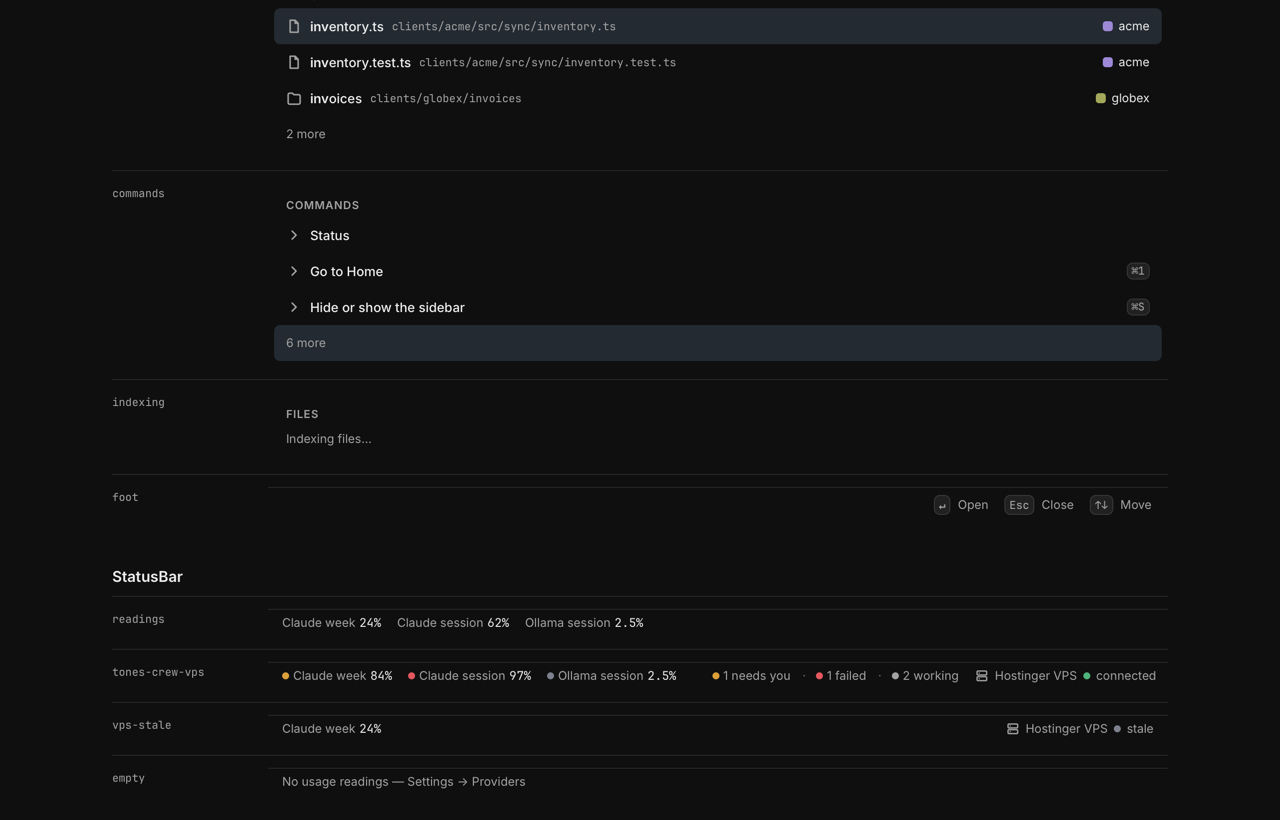 inventory.ts clients/acme/src/sync/inventory.ts acme
inventory.test.ts clients/acme/src/sync/inventory.test.ts acme
invoices clients/globex/invoices globex
2 more
commands
COMMANDS
Status
Go to Home ⌘1
Hide or show the sidebar ⌘S
6 more
indexing
FILES
Indexing files…
foot
↵ Open Esc Close ↑↓ Move
StatusBar
readings
Claude week 24% Claude session 62% Ollama session 2.5%
tones-crew-vps
Claude week 84% Claude session 97% Ollama session 2.5% 1 needs you · 1 failed · 2 working Hostinger VPS connected
vps-stale
Claude week 24% Hostinger VPS stale
empty
No usage readings — Settings → Providers